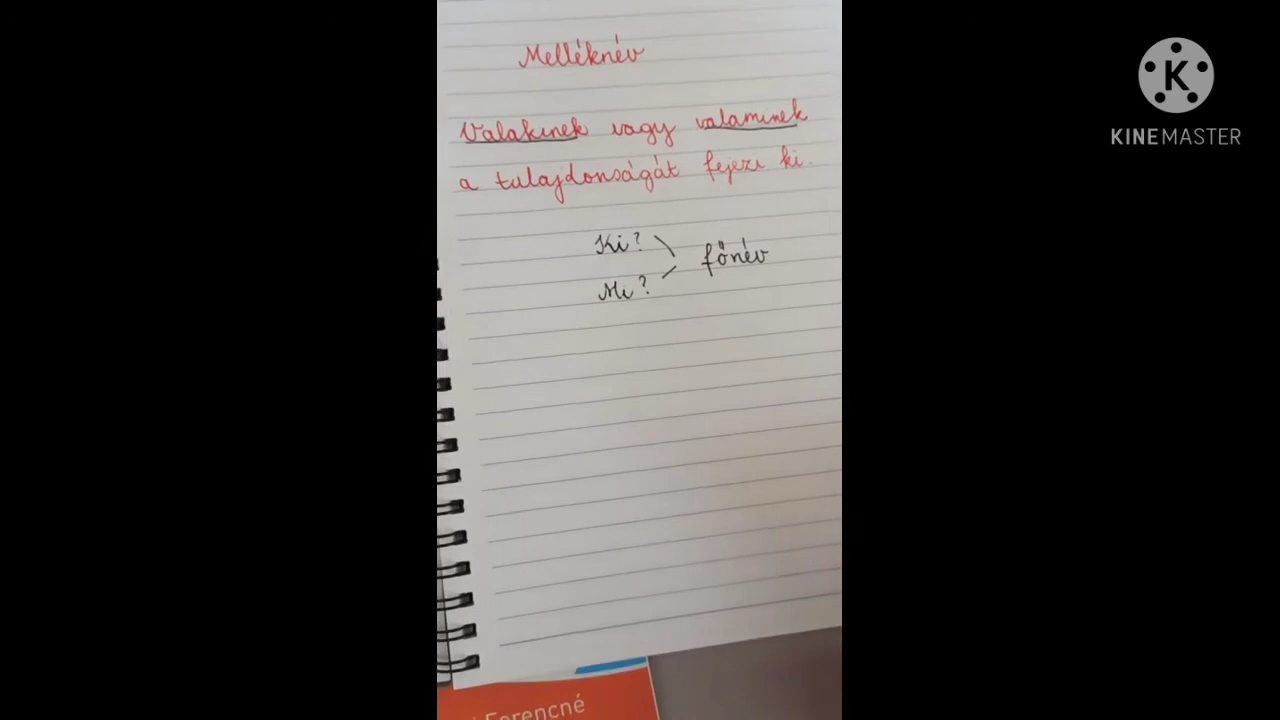 Melléknév
Valakinek vagy valaminek
a tulajdonságát fejezi ki.
Ki?
főnév
Mi?
Ferencné
KINEMASTER